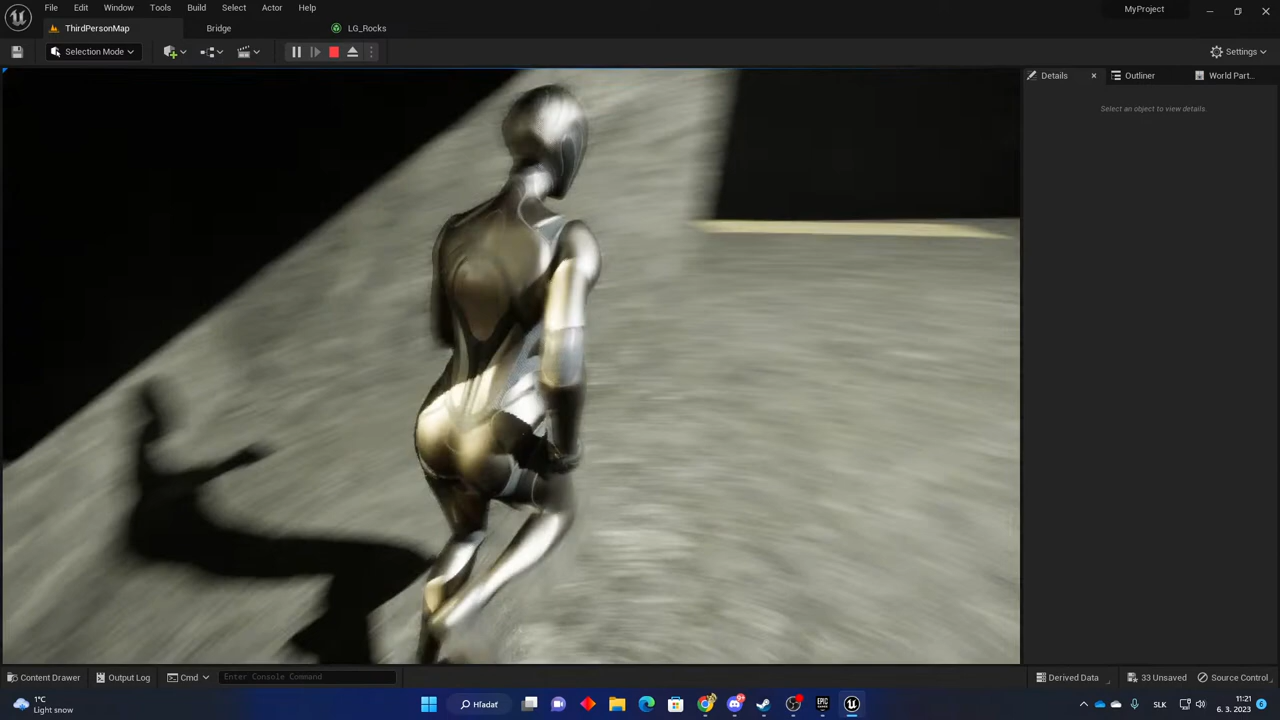 File Edit Window Tools Build Select Actor Help MyProject
ThirdPersonMap Bridge LG_Rocks
Selection Mode Settings
Details Outliner World Part...
Select an object to view details.
Content Drawer Output Log Cmd Enter Console Command Derived Data 33 Unsaved Source Control
1°C
Light snow
Hľadať
SLK
11:21
6. 3. 2023